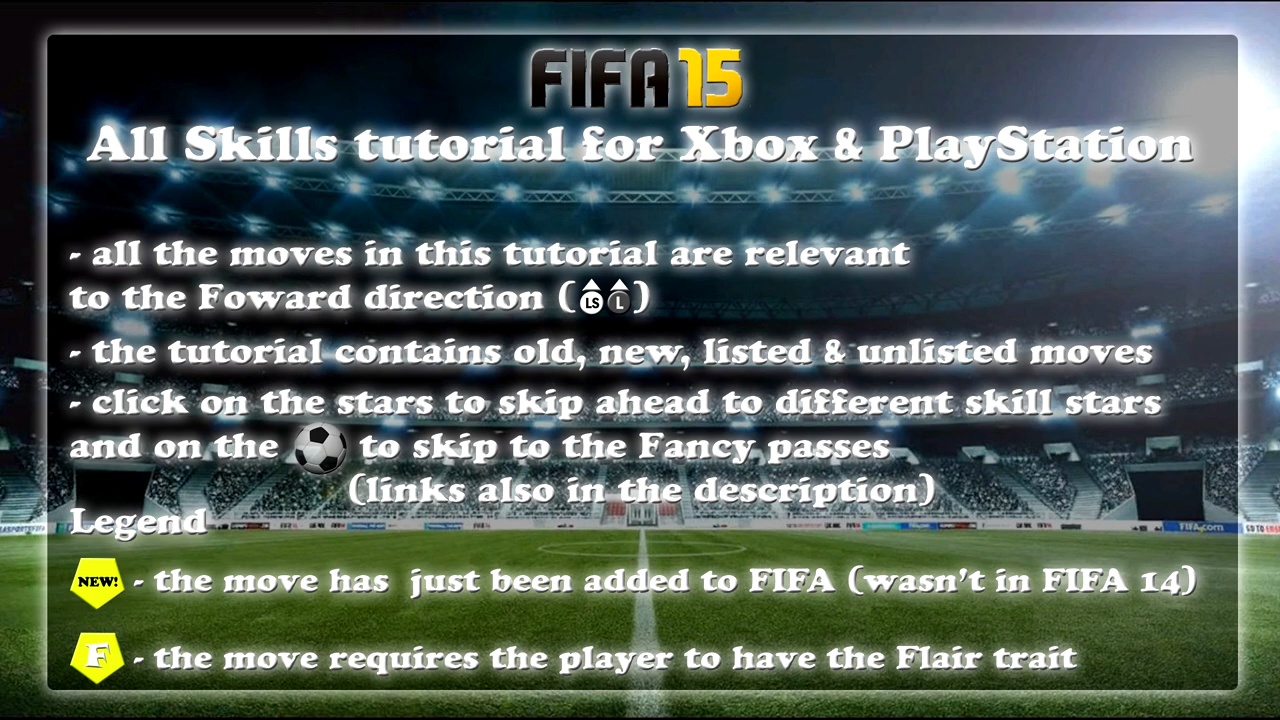 FIFA 15
All Skills tutorial for Xbox & PlayStation
- all the moves in this tutorial are relevant
to the Foward direction (LS L)
- the tutorial contains old, new, listed & unlisted moves
- click on the stars to skip ahead to different skill stars
and on the to skip to the Fancy passes
(links also in the description)
Legend
FIFA.com
NEW! - the move has just been added to FIFA (wasn't in FIFA 14)
F - the move requires the player to have the Flair trait